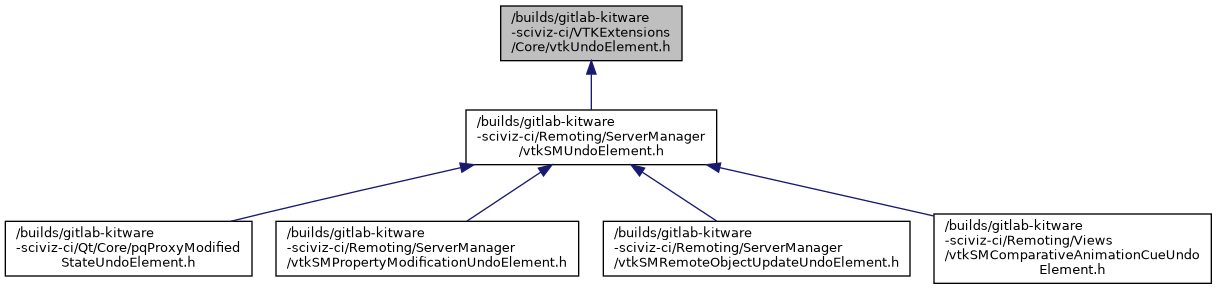 /builds/gitlab-kitware
-sciviz-ci/VTKExtensions
/Core/vtkUndoElement.h
/builds/gitlab-kitware
-sciviz-ci/Remoting/ServerManager
/vtkSMUndoElement.h
/builds/gitlab-kitware
-sciviz-ci/Qt/Core/pqProxyModified
StateUndoElement.h
/builds/gitlab-kitware
-sciviz-ci/Remoting/ServerManager
/vtkSMPropertyModificationUndoElement.h
/builds/gitlab-kitware
-sciviz-ci/Remoting/ServerManager
/vtkSMRemoteObjectUpdateUndoElement.h
/builds/gitlab-kitware
-sciviz-ci/Remoting/Views
/vtkSMComparativeAnimationCueUndo
Element.h